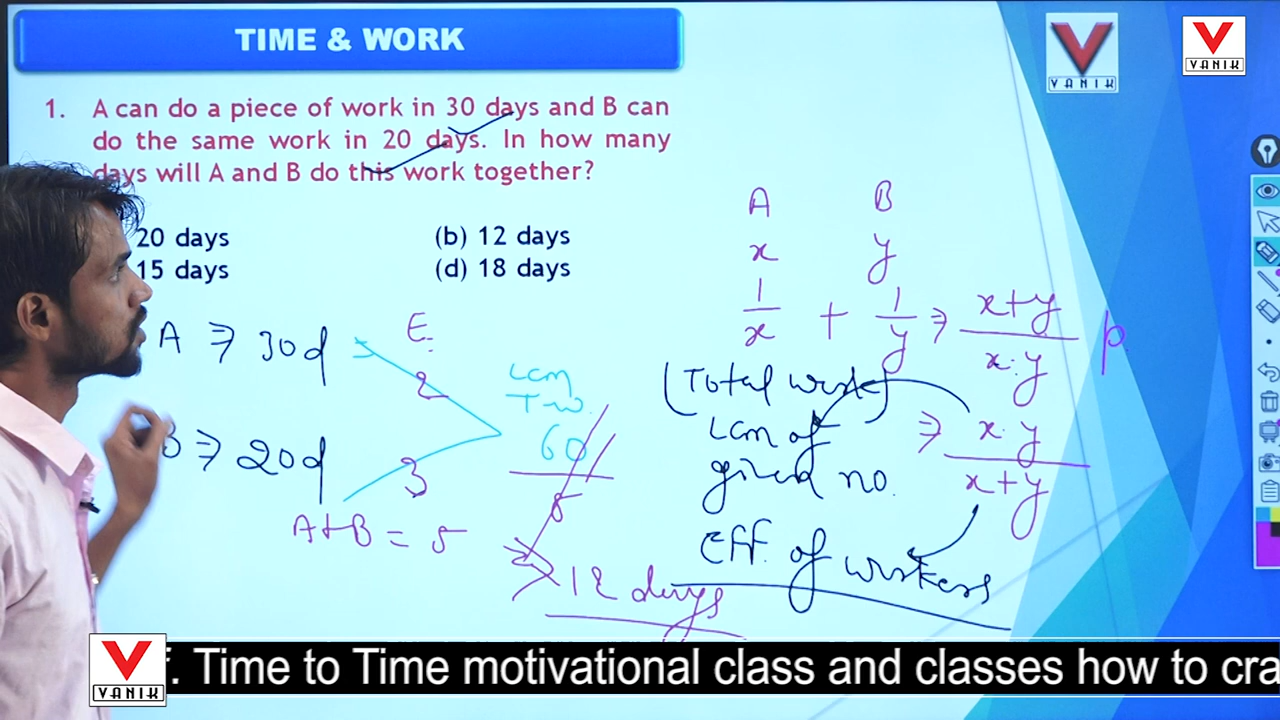 TIME & WORK
VANIK
VANIK
1. A can do a piece of work in 30 days and B can
do the same work in 20 days. In how many
days will A and B do this work together?
20 days
(b) 12 days
15 days
(d) 18 days
A B
x y
1/x + 1/y ⇒ x+y/x.y
A ⇒ 30d
E.
2
Lcm
T.w.
60
5
B ⇒ 20d
3
A+B = 5
⇒ 12 days
(Total work)
Lcm of
given no.
⇒ x.y/x+y
Eff. of workers
VANIK
. Time to Time motivational class and classes how to cra